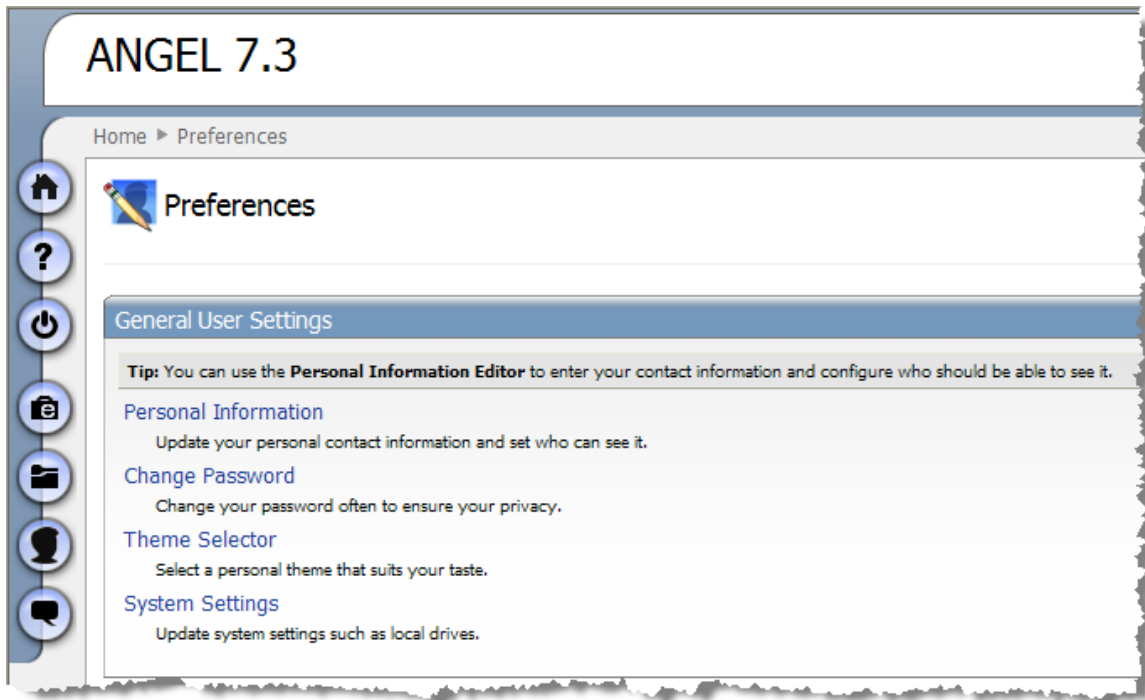 ANGEL 7.3
Home ▶ Preferences
Preferences
General User Settings
Tip: You can use the Personal Information Editor to enter your contact information and configure who should be able to see it.
Personal Information
Update your personal contact information and set who can see it.
Change Password
Change your password often to ensure your privacy.
Theme Selector
Select a personal theme that suits your taste.
System Settings
Update system settings such as local drives.